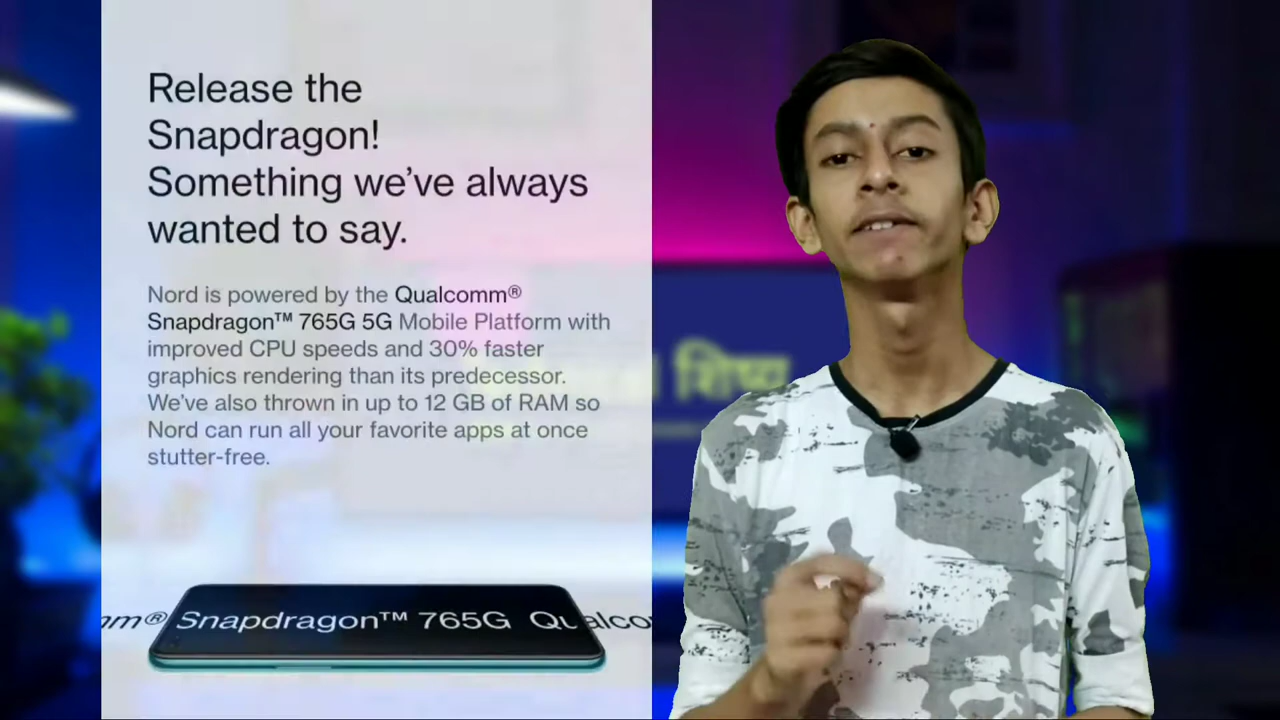 Release the
Snapdragon!
Something we’ve always
wanted to say.
Nord is powered by the Qualcomm®
Snapdragon™ 765G 5G Mobile Platform with
improved CPU speeds and 30% faster
graphics rendering than its predecessor.
We’ve also thrown in up to 12 GB of RAM so
Nord can run all your favorite apps at once
stutter-free.
शिष्य
Snapdragon™ 765G